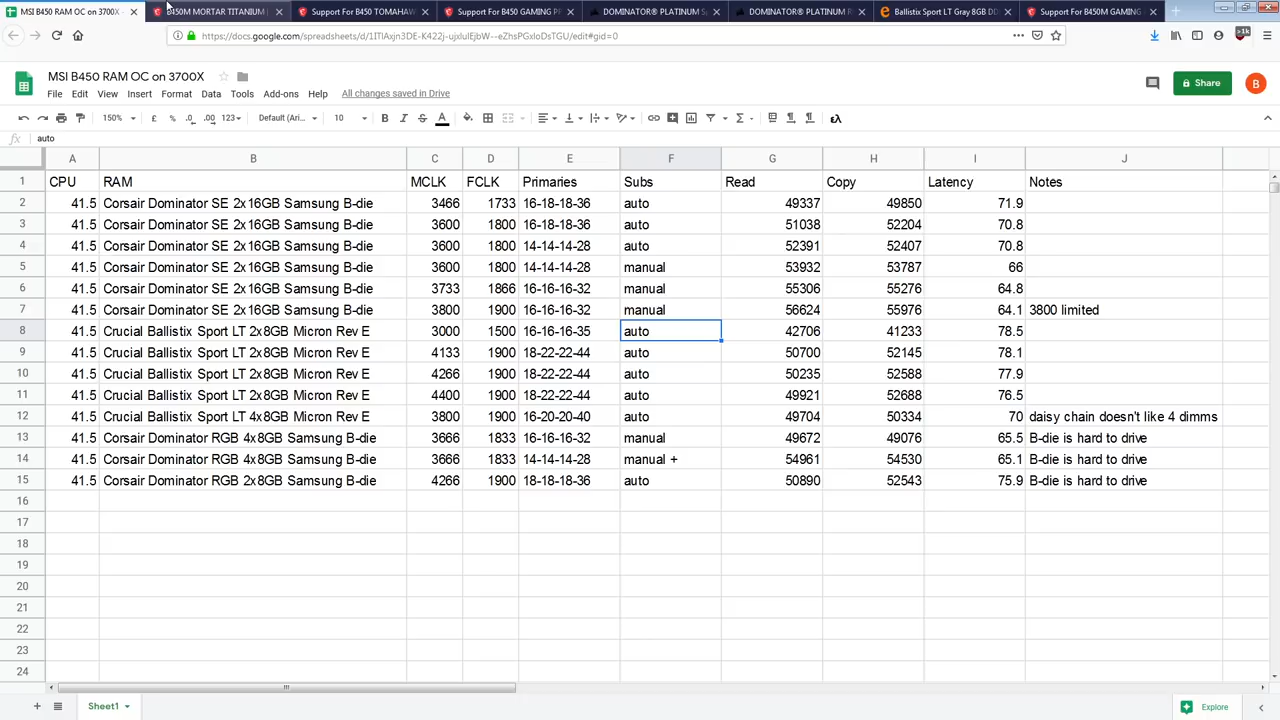 MSI B450 RAM OC on 3700X -
B450M MORTAR TITANIUM |
Support For B450 TOMAHAW
Support For B450 GAMING PR
DOMINATOR® PLATINUM S
DOMINATOR® PLATINUM R
Ballistix Sport LT Gray 8GB DD
Support For B450M GAMING
MSI B450 RAM OC on 3700X
All changes saved in Drive
File Edit View Insert Format Data Tools Add-ons Help
Share
B
150% £ % .0 .00 123 Default (Ari... 10 B I S A
fx auto
A B C D E F G H I J
1 CPU RAM MCLK FCLK Primaries Subs Read Copy Latency Notes
2 41.5 Corsair Dominator SE 2x16GB Samsung B-die 3466 1733 16-18-18-36 auto 49337 49850 71.9
3 41.5 Corsair Dominator SE 2x16GB Samsung B-die 3600 1800 16-18-18-36 auto 51038 52204 70.8
4 41.5 Corsair Dominator SE 2x16GB Samsung B-die 3600 1800 14-14-14-28 auto 52391 52407 70.8
5 41.5 Corsair Dominator SE 2x16GB Samsung B-die 3600 1800 14-14-14-28 manual 53932 53787 66
6 41.5 Corsair Dominator SE 2x16GB Samsung B-die 3733 1866 16-16-16-32 manual 55306 55276 64.8
7 41.5 Corsair Dominator SE 2x16GB Samsung B-die 3800 1900 16-16-16-32 manual 56624 55976 64.1 3800 limited
8 41.5 Crucial Ballistix Sport LT 2x8GB Micron Rev E 3000 1500 16-16-16-35 auto 42706 41233 78.5
9 41.5 Crucial Ballistix Sport LT 2x8GB Micron Rev E 4133 1900 18-22-22-44 auto 50700 52145 78.1
10 41.5 Crucial Ballistix Sport LT 2x8GB Micron Rev E 4266 1900 18-22-22-44 auto 50235 52588 77.9
11 41.5 Crucial Ballistix Sport LT 2x8GB Micron Rev E 4400 1900 18-22-22-44 auto 49921 52688 76.5
12 41.5 Crucial Ballistix Sport LT 4x8GB Micron Rev E 3800 1900 16-20-20-40 auto 49704 50334 70 daisy chain doesn't like 4 dimms
13 41.5 Corsair Dominator RGB 4x8GB Samsung B-die 3666 1833 16-16-16-32 manual 49672 49076 65.5 B-die is hard to drive
14 41.5 Corsair Dominator RGB 4x8GB Samsung B-die 3666 1833 14-14-14-28 manual + 54961 54530 65.1 B-die is hard to drive
15 41.5 Corsair Dominator RGB 2x8GB Samsung B-die 4266 1900 18-18-18-36 auto 50890 52543 75.9 B-die is hard to drive
16
17
18
19
20
21
22
23
24
Sheet1
Explore